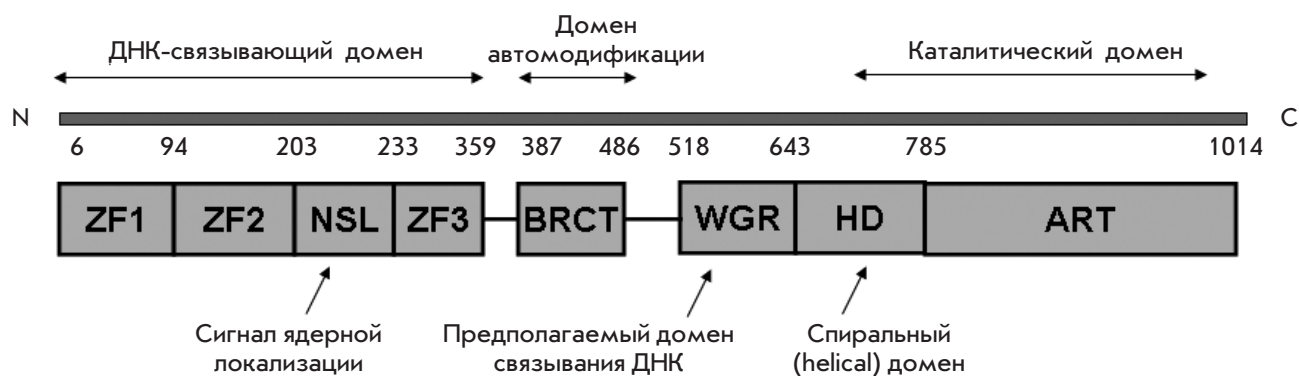 ДНК-связывающий домен
Домен
автомодификации
Каталитический домен
N
C
6 94 203 233 359 387 486 518 643 785 1014
ZF1 ZF2 NSL ZF3 BRCT WGR HD ART
Сигнал ядерной
локализации
Предполагаемый домен
связывания ДНК
Спиральный
(helical) домен